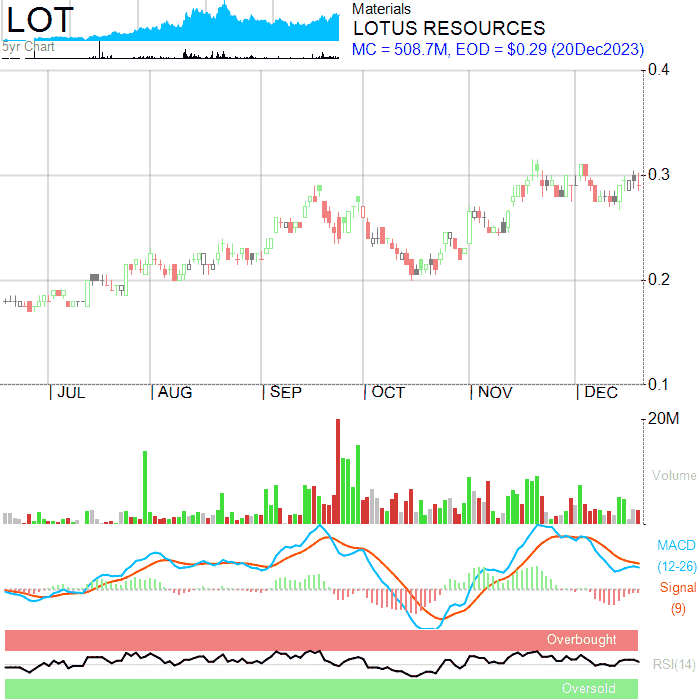 LOT
5yr Chart
Materials
LOTUS RESOURCES
MC = 508.7M, EOD = $0.29 (20Dec2023)
0.4
0.3
0.2
0.1
JUL
AUG
SEP
OCT
NOV
DEC
20M
Volume
MACD
(12-26)
Signal
(9)
Overbought
RSI(14)
Oversold